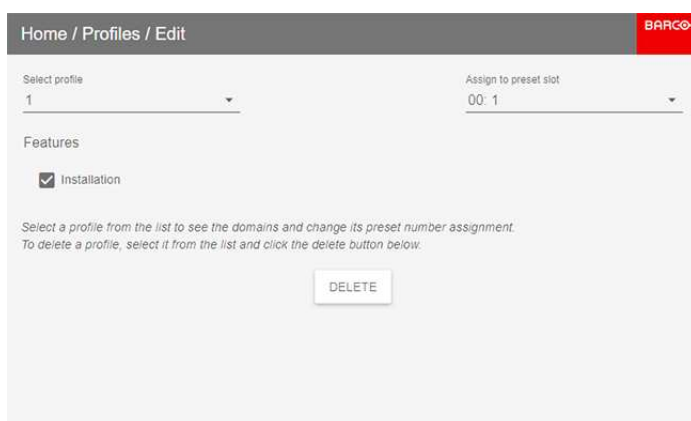 Home / Profiles / Edit
BARCO
Select profile
Assign to preset slot
1
00: 1
Features
Installation
Select a profile from the list to see the domains and change its preset number assignment.
To delete a profile, select it from the list and click the delete button below.
DELETE